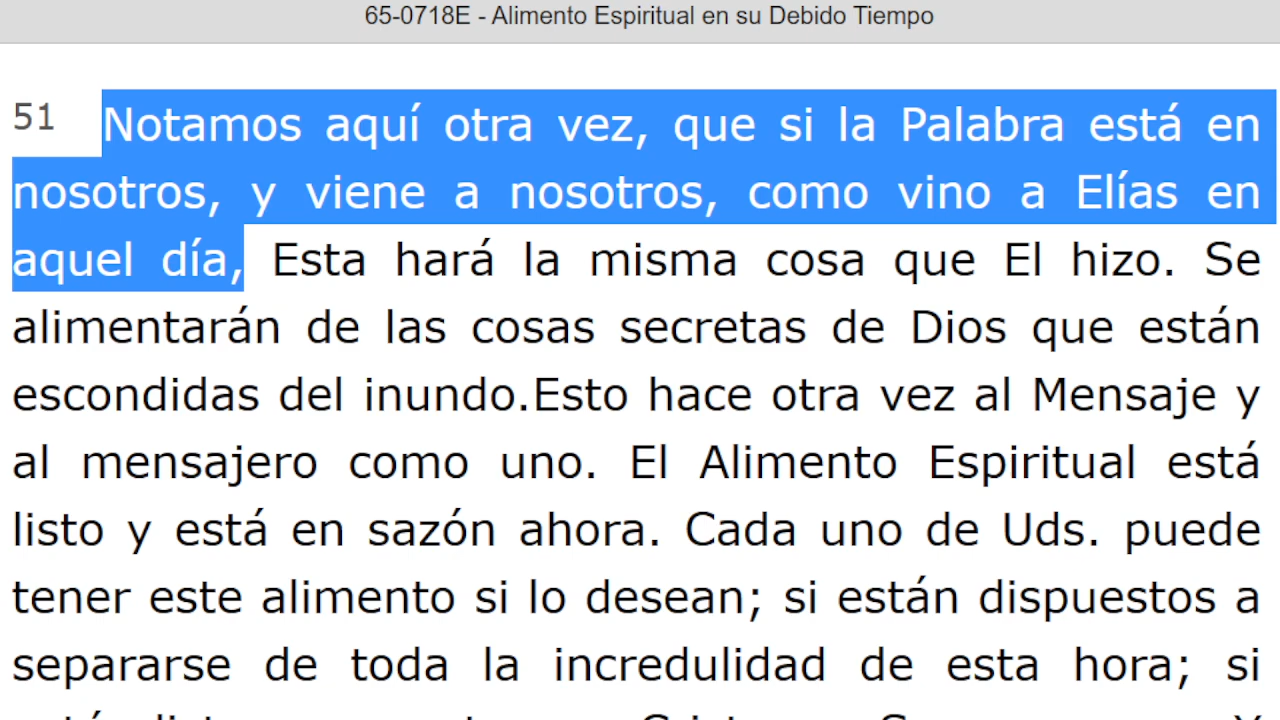 65-0718E - Alimento Espiritual en su Debido Tiempo
51 Notamos aquí otra vez, que si la Palabra está en
nosotros, y viene a nosotros, como vino a Elías en
aquel día, Esta hará la misma cosa que El hizo. Se
alimentarán de las cosas secretas de Dios que están
escondidas del inundo.Esto hace otra vez al Mensaje y
al mensajero como uno. El Alimento Espiritual está
listo y está en sazón ahora. Cada uno de Uds. puede
tener este alimento si lo desean; si están dispuestos a
separarse de toda la incredulidad de esta hora; si